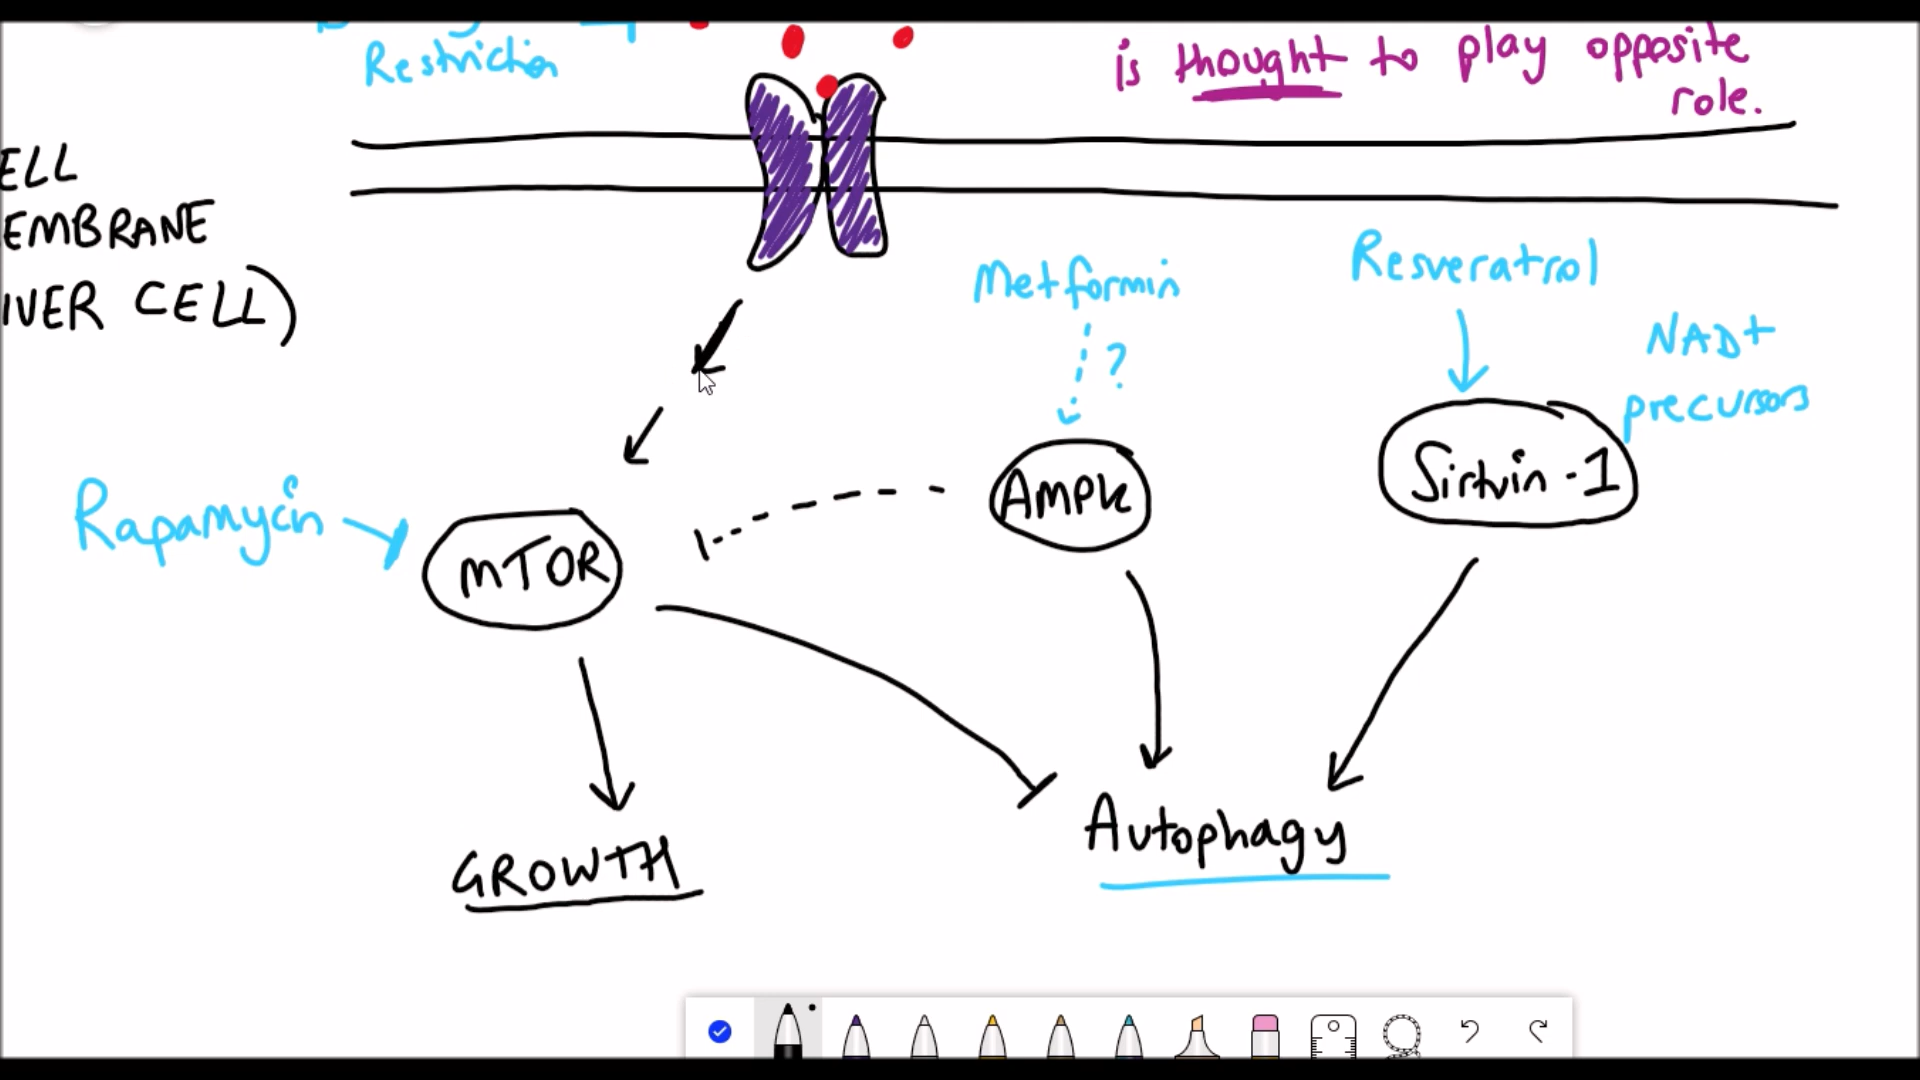 Restriction
is thought to play opposite
role.
ELL
EMBRANE
IVER CELL)
Metformin
?
Resveratrol
NAD+
precursors
Rapamycin
mTOR
AMPK
Sirtuin-1
GROWTH
Autophagy